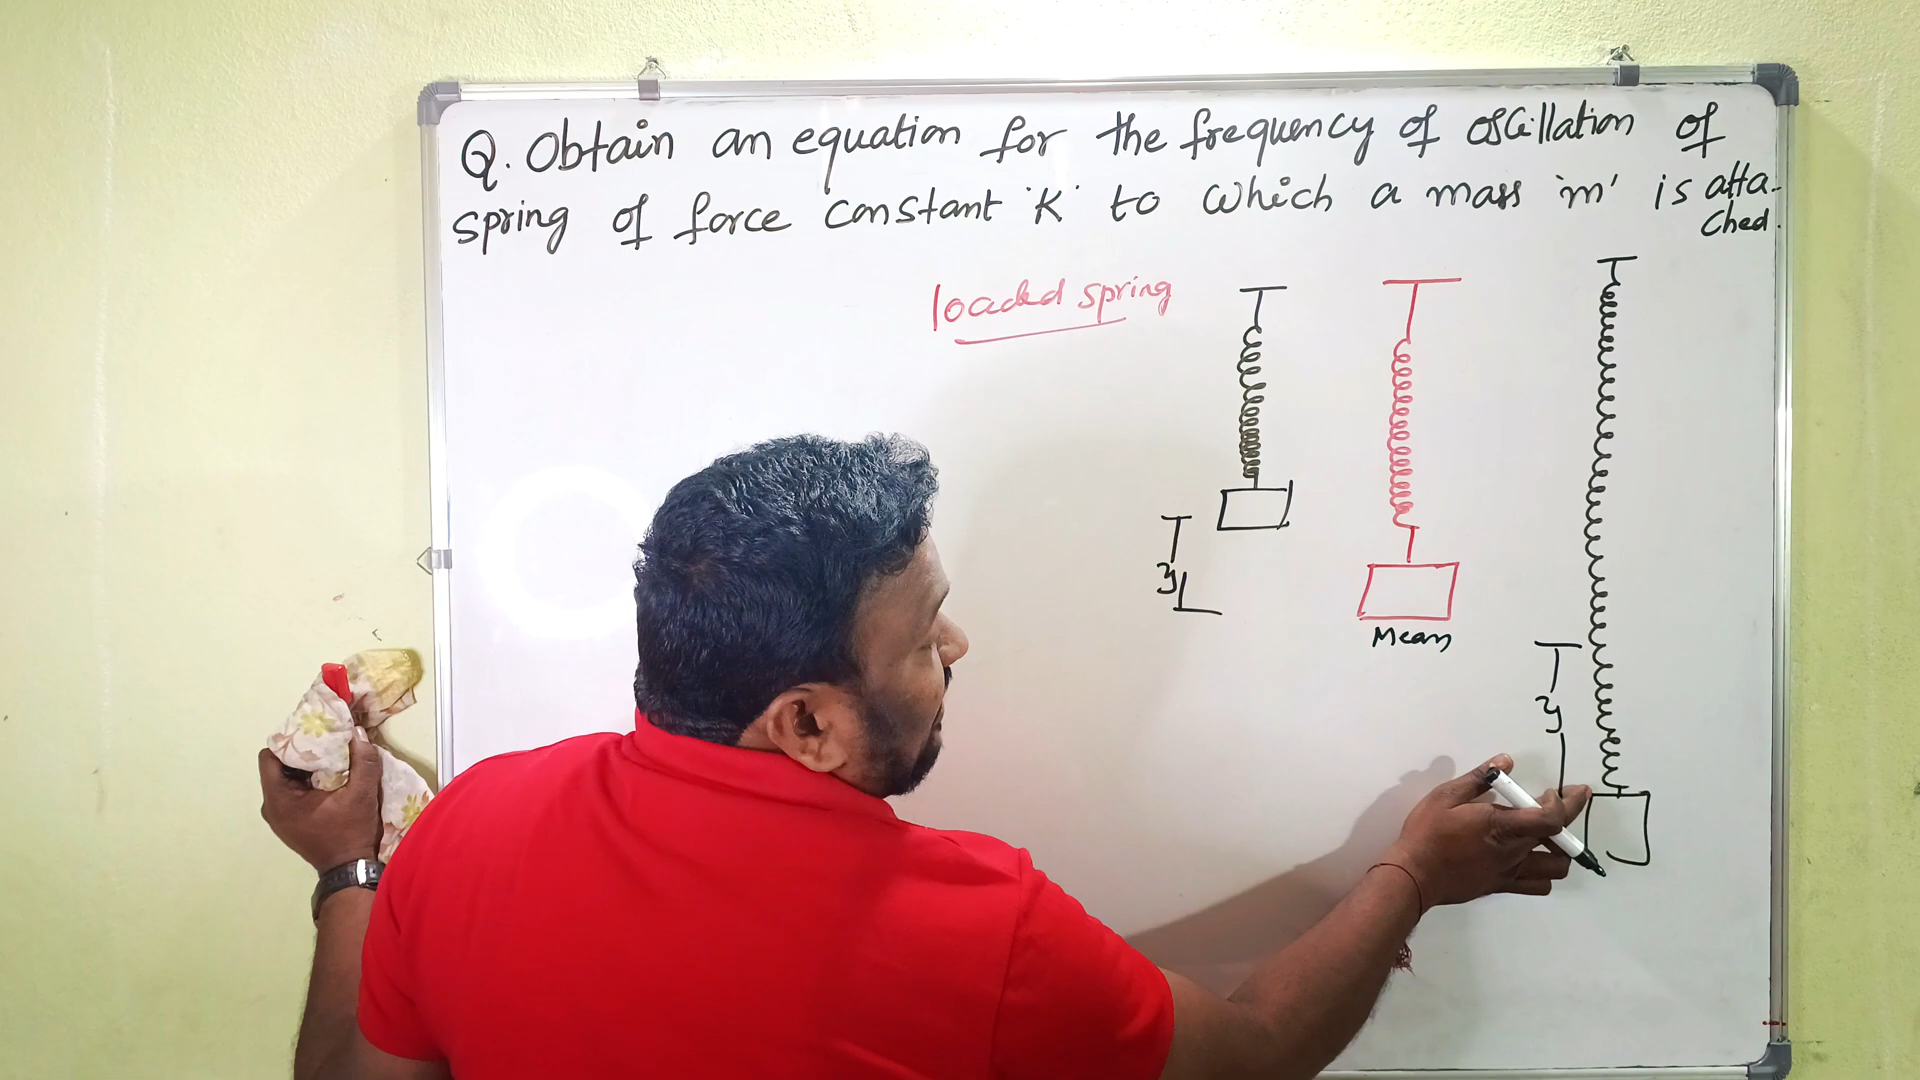 Q. Obtain an equation for the frequency of oscillation of
spring of force constant 'K' to which a mass 'm' is atta-
ched.
loaded spring
y
Mean
y